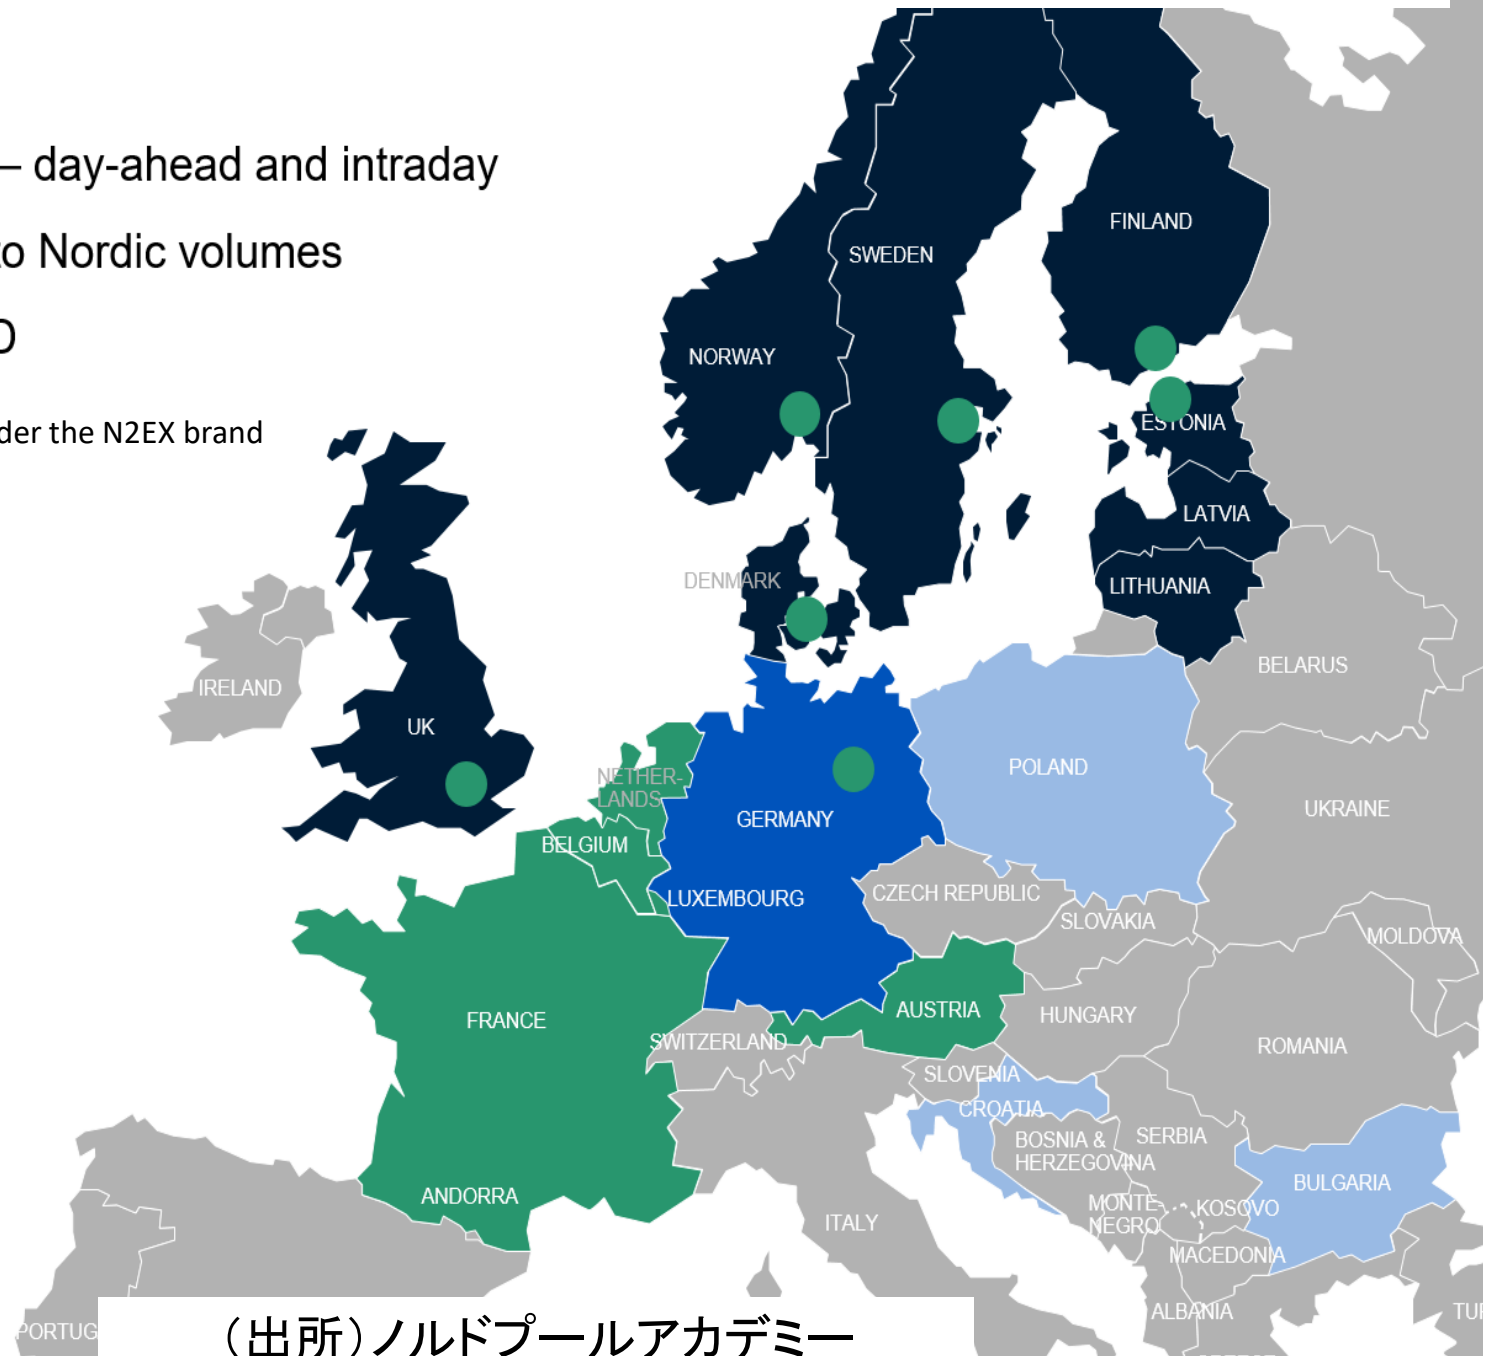 – day-ahead and intraday
to Nordic volumes
der the N2EX brand
FINLAND
SWEDEN
NORWAY
ESTONIA
LATVIA
DENMARK
LITHUANIA
BELARUS
IRELAND
UK
POLAND
NETHER-
LANDS
GERMANY
UKRAINE
BELGIUM
LUXEMBOURG
CZECH REPUBLIC
SLOVAKIA
MOLDOVA
FRANCE
AUSTRIA
HUNGARY
SWITZERLAND
ROMANIA
SLOVENIA
CROATIA
BOSNIA &
HERZEGOVINA
SERBIA
ANDORRA
BULGARIA
MONTE-
NEGRO
KOSOVO
ITALY
MACEDONIA
ALBANIA
PORTUG
TU
（出所）ノルドプールアカデミー